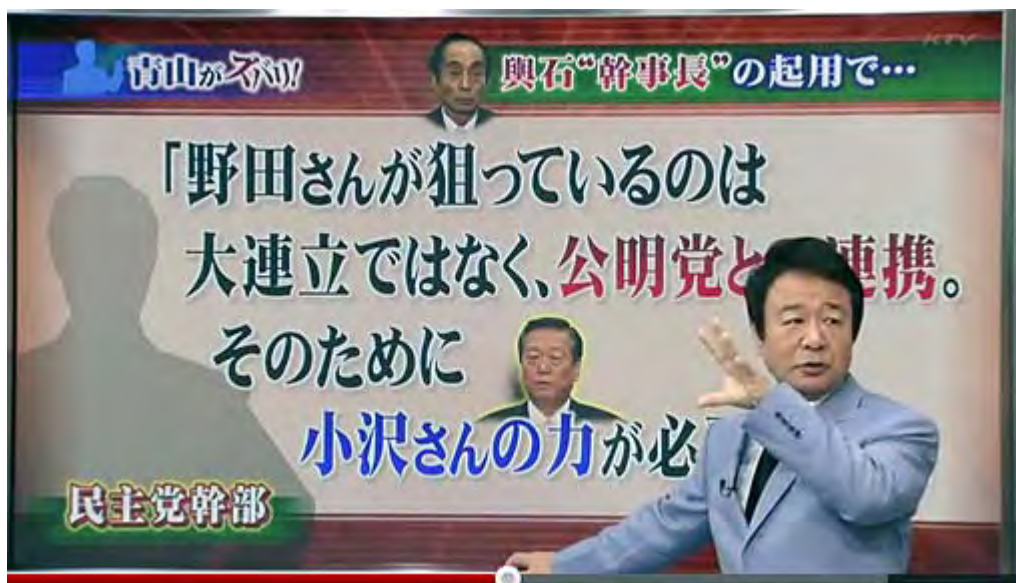 KTV
青山がズバリ!
輿石“幹事長”の起用で…
「野田さんが狙っているのは
大連立ではなく、公明党と 連携。
そのために
小沢さんの力が必
民主党幹部